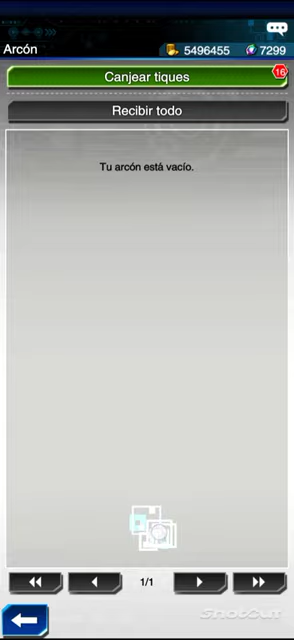 Arcón
5496455
7299
Canjear tiques
16
Recibir todo
Tu arcón está vacío.
1/1
ShotCut